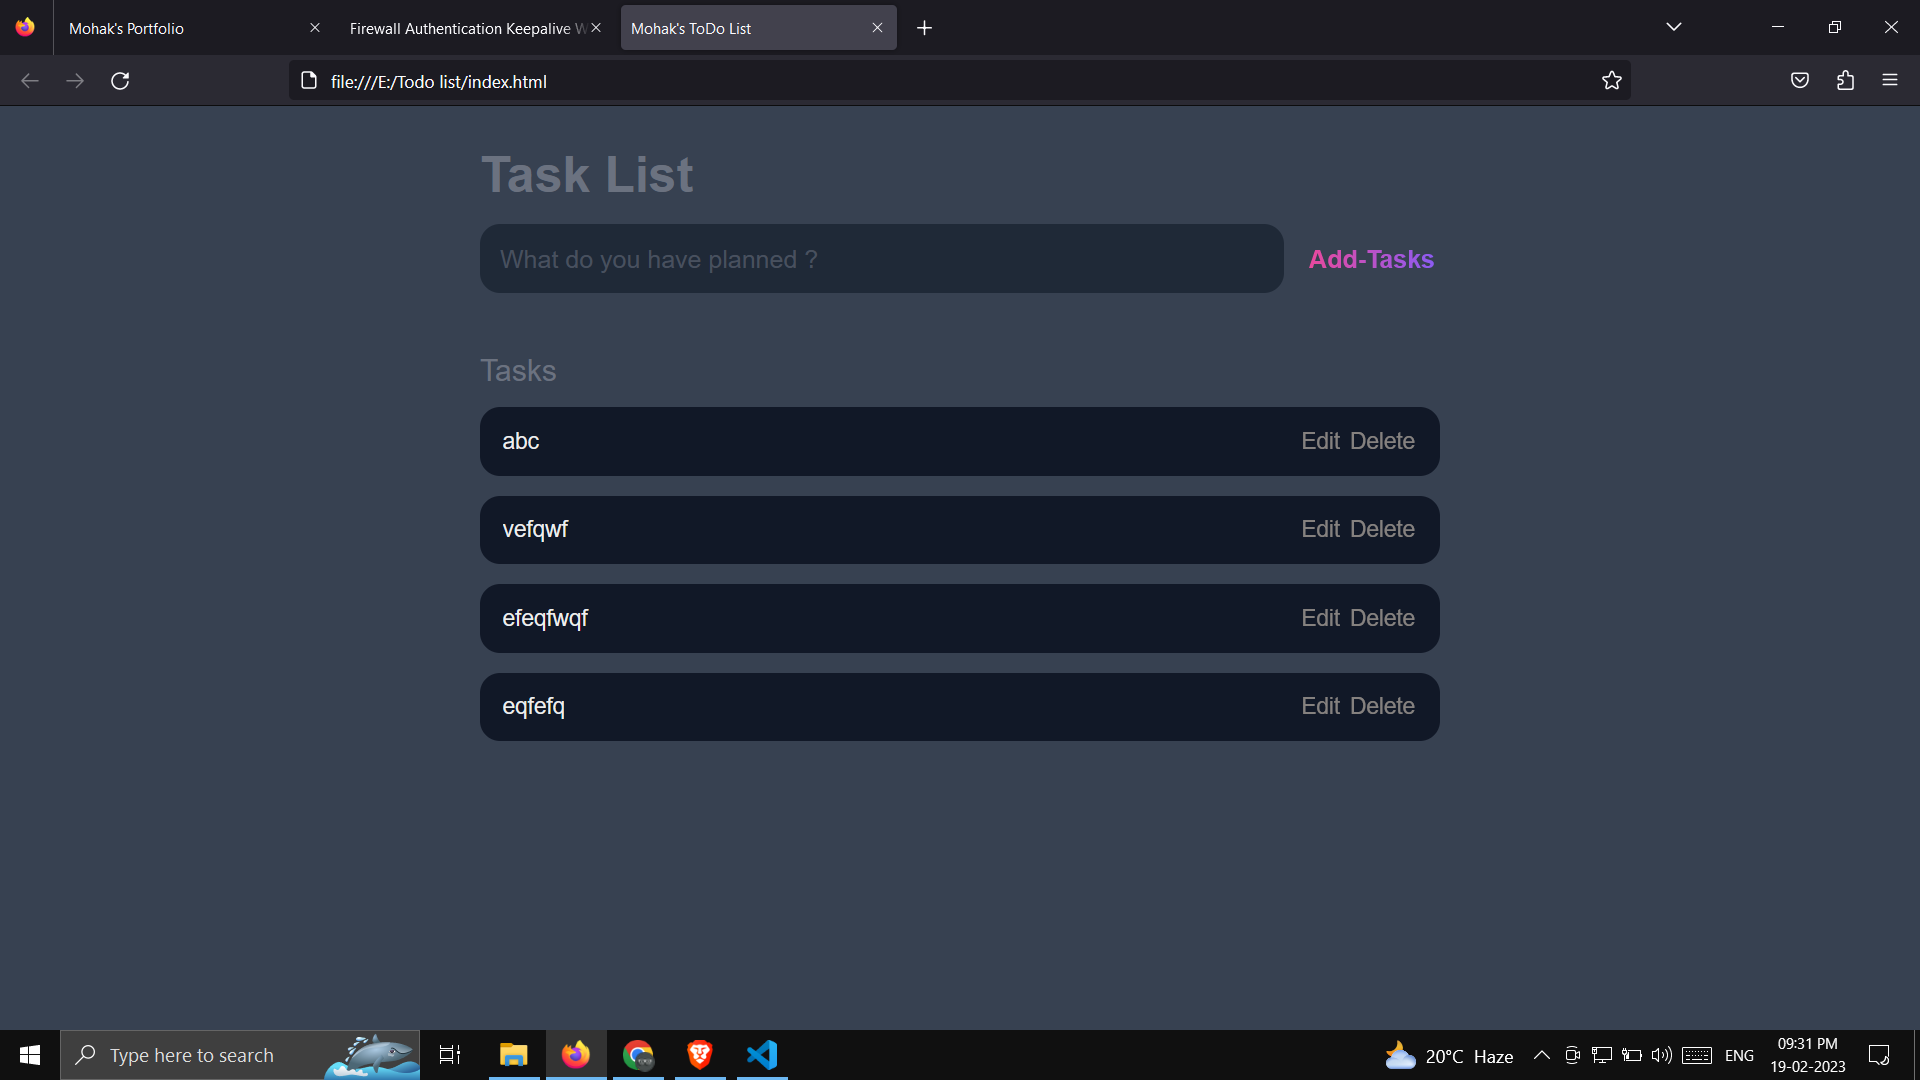 Mohak's Portfolio
Firewall Authentication Keepalive W
Mohak's ToDo List
file:///E:/Todo list/index.html
Task List
What do you have planned ?
Add-Tasks
Tasks
abc Edit Delete
vefqwf Edit Delete
efeqfwqf Edit Delete
eqfefq Edit Delete
Type here to search
20°C Haze
ENG
09:31 PM
19-02-2023